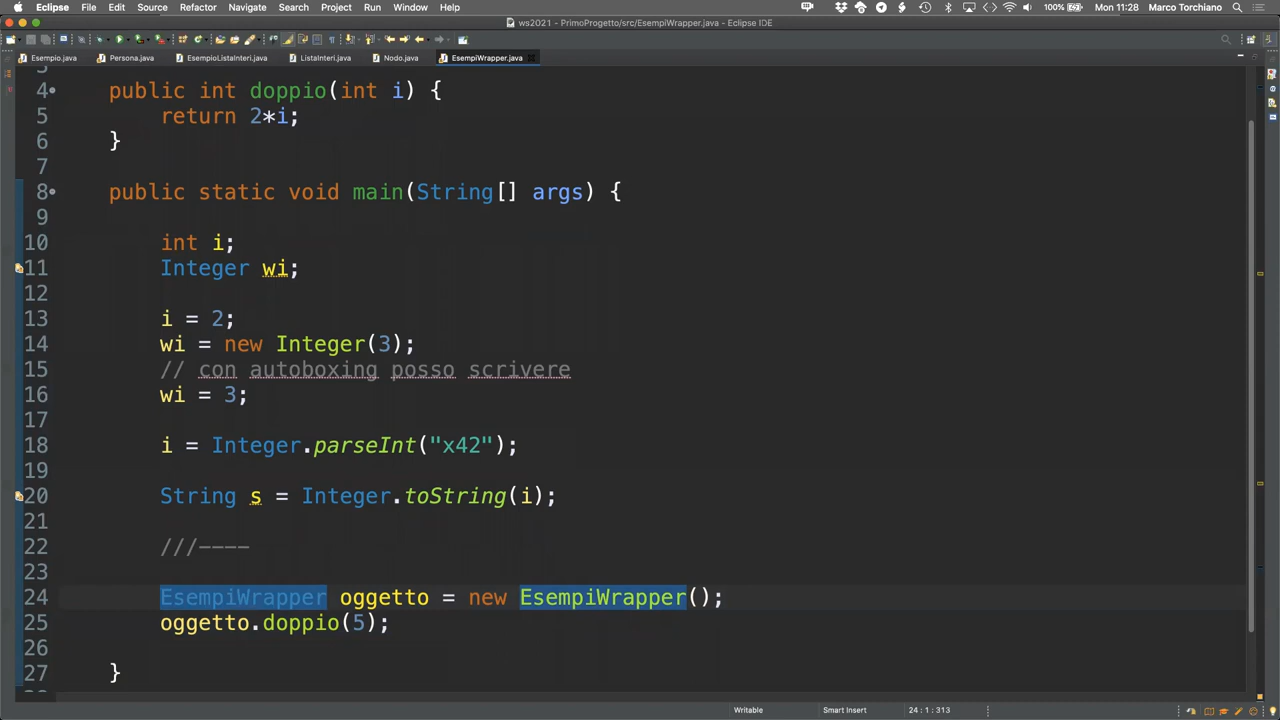 Eclipse File Edit Source Refactor Navigate Search Project Run Window Help 100% Mon 11:28 Marco Torchiano
ws2021 - PrimoProgetto/src/EsempiWrapper.java - Eclipse IDE
Esempio.java Persona.java EsempioListaInteri.java ListaInteri.java Nodo.java EsempiWrapper.java
3
4 public int doppio(int i) {
5 return 2*i;
6 }
7
8 public static void main(String[] args) {
9
10 int i;
11 Integer wi;
12
13 i = 2;
14 wi = new Integer(3);
15 // con autoboxing posso scrivere
16 wi = 3;
17
18 i = Integer.parseInt("x42");
19
20 String s = Integer.toString(i);
21
22 ///----
23
24 EsempiWrapper oggetto = new EsempiWrapper();
25 oggetto.doppio(5);
26
27 }
Writable Smart Insert 24 : 1 : 313